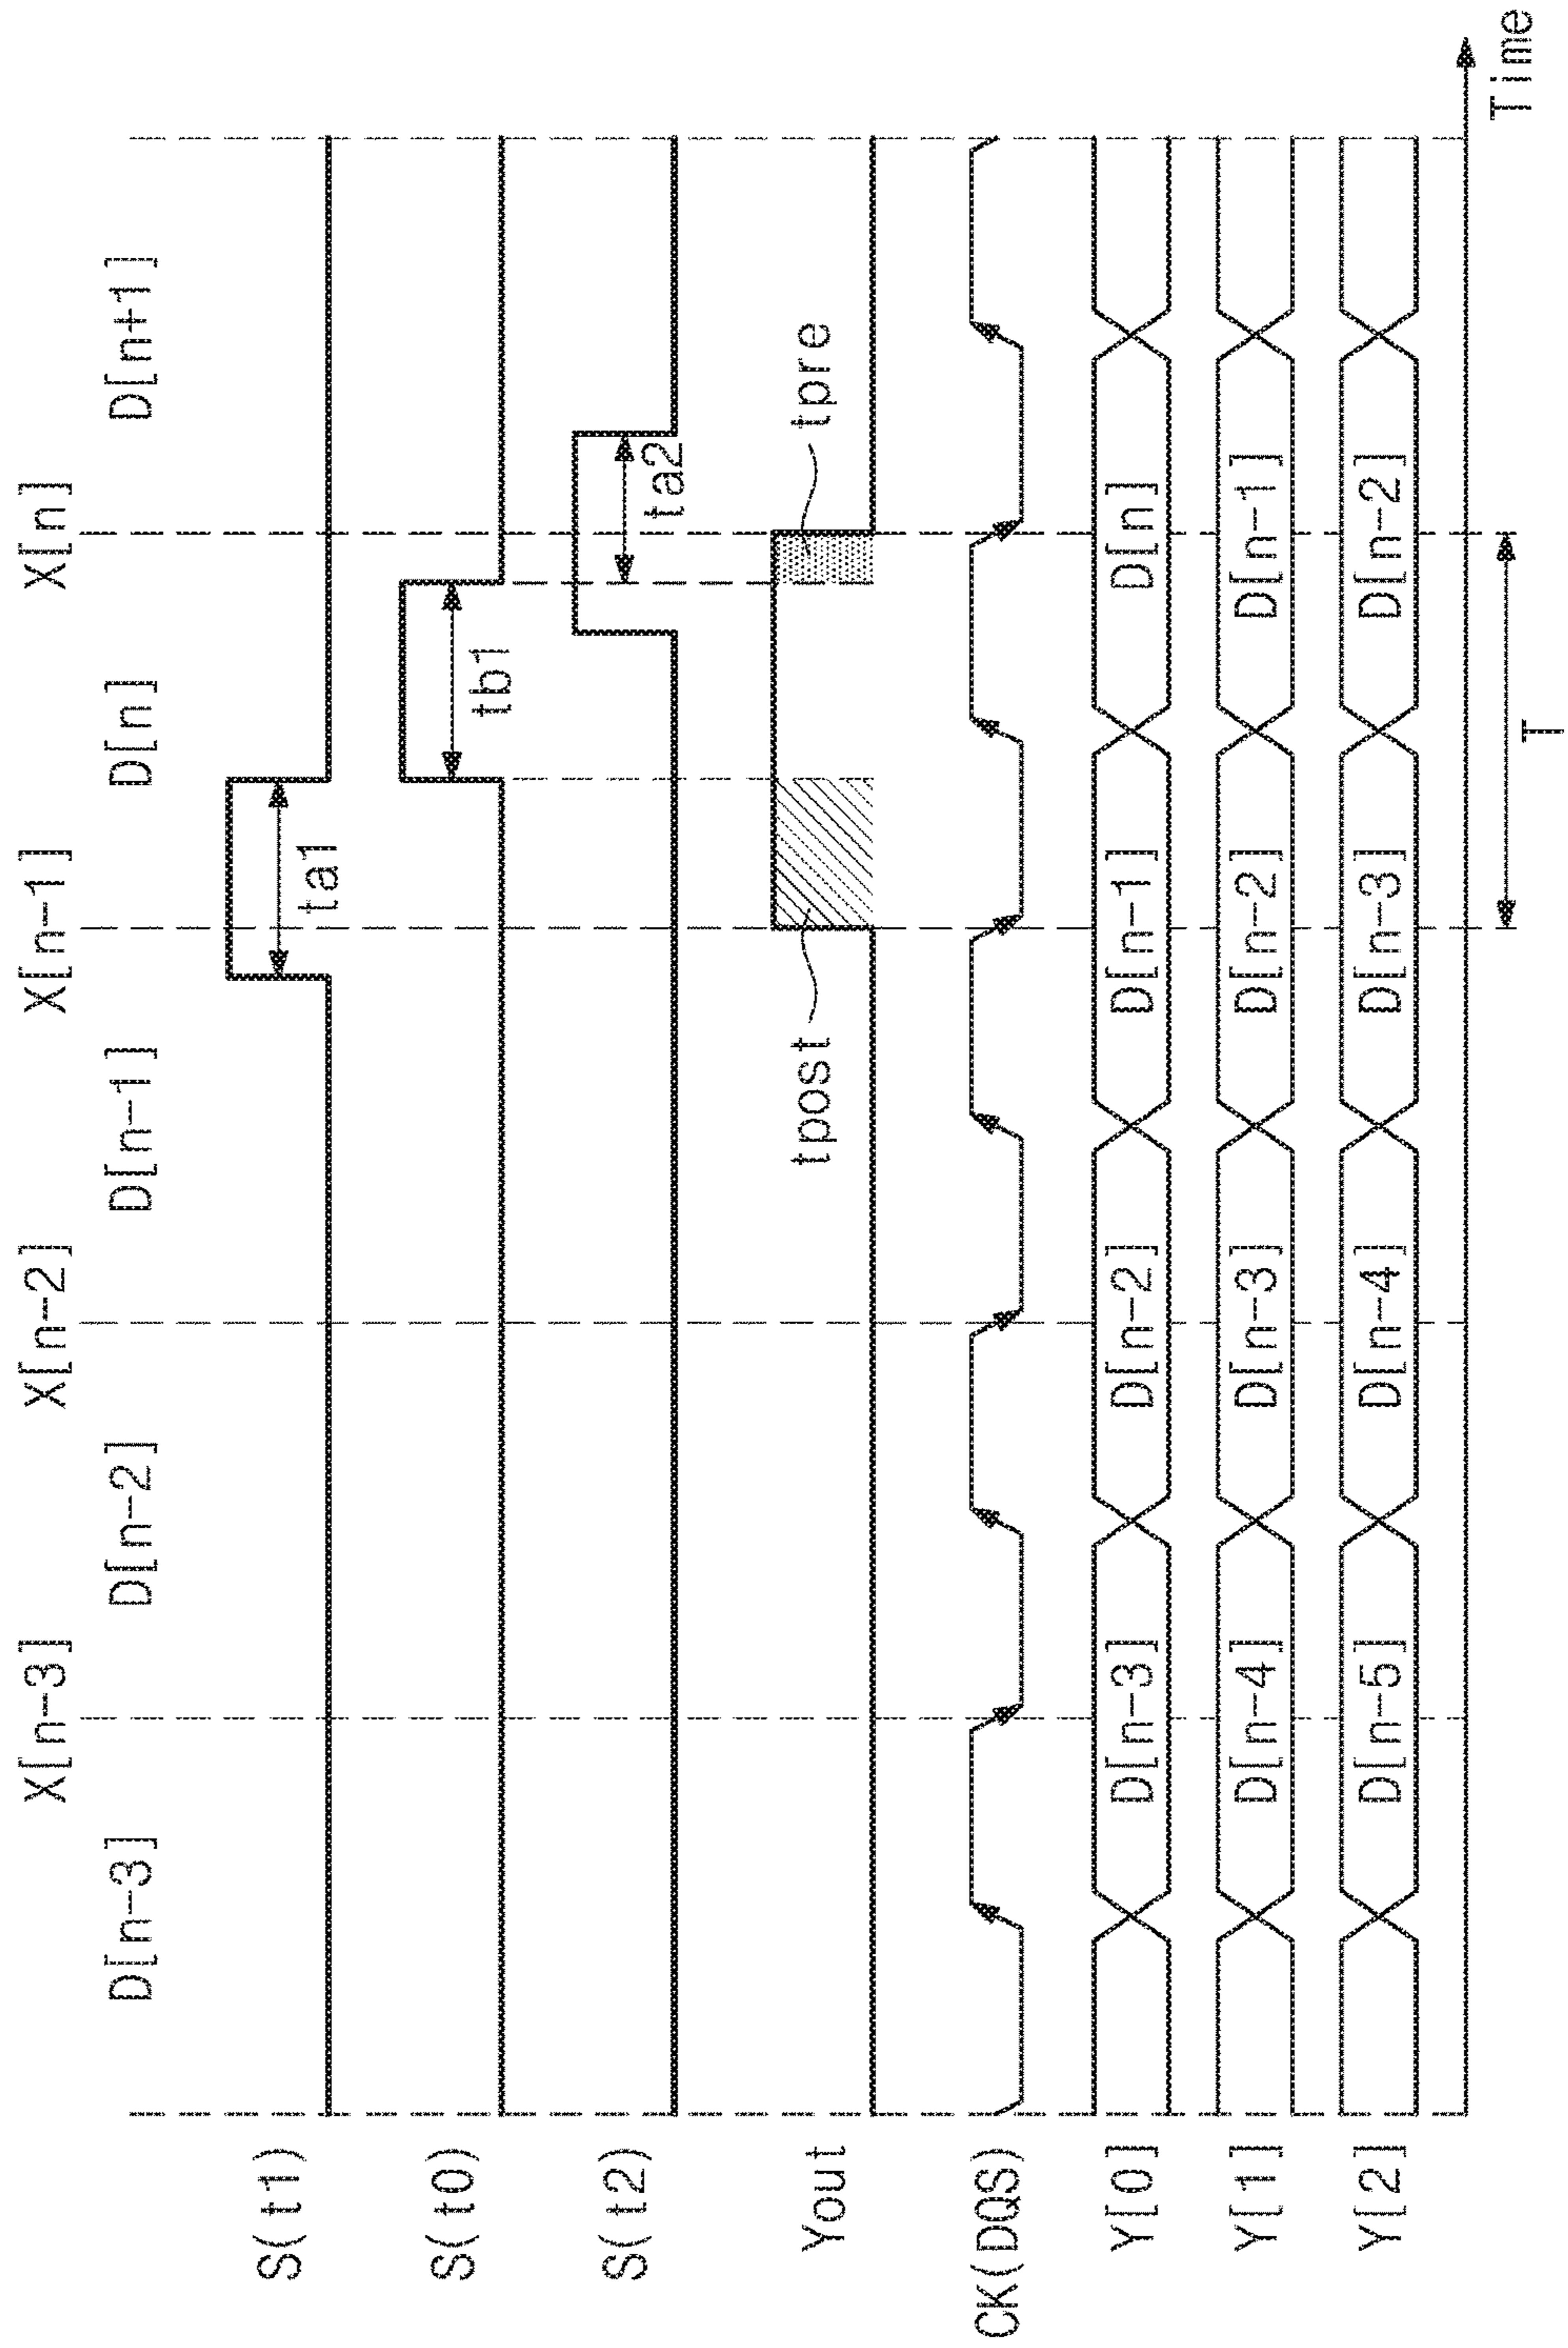 X[n-3] X[n-2] X[n-1] X[n]
D[n-3] D[n-2] D[n-1] D[n] D[n+1]
S(t1)
ta1
S(t0)
tb1
S(t2)
ta2
Yout
tpost
tpre
CK(DQS)
Y[0] D[n-3] D[n-2] D[n-1] D[n]
Y[1] D[n-4] D[n-3] D[n-2] D[n-1]
Y[2] D[n-5] D[n-4] D[n-3] D[n-2]
Time
T